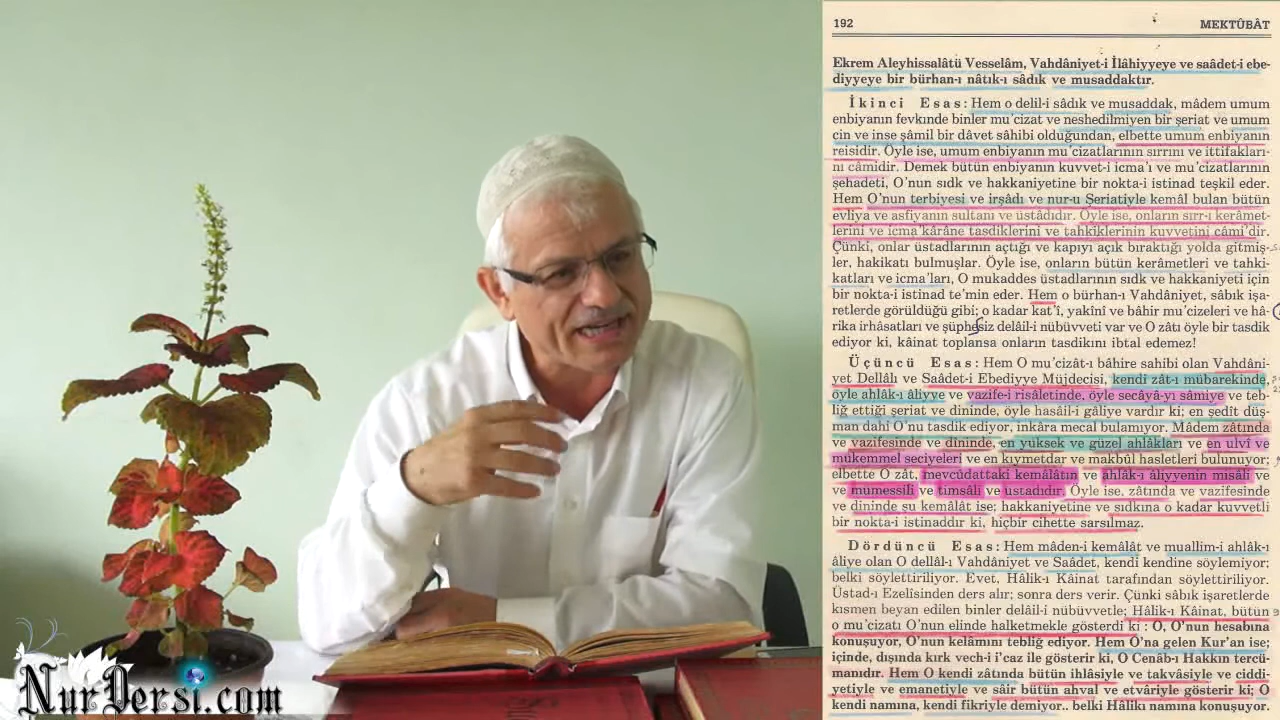 192 MEKTÛBÂT
Ekrem Aleyhissalâtü Vesselâm, Vahdâniyet-i İlâhiyyeye ve saâdet-i ebe-
diyyeye bir bürhan-ı nâtık-ı sâdık ve musaddaktır.
İkinci Esas: Hem o delil-i sâdık ve musaddak, mâdem umum
enbiyanın fevkınde binler mu'cizat ve neshedilmiyen bir şeriat ve umum
cin ve inse şâmil bir dâvet sâhibi olduğundan, elbette umum enbiyanın
reisidir. Öyle ise, umum enbiyanın mu'cizatlarının sırrını ve ittifakları-
nı câmidir. Demek bütün enbiyanın kuvvet-i icma'ı ve mu'cizatlarının
şehadeti, O'nun sıdk ve hakkaniyetine bir nokta-i istinad teşkil eder.
Hem O'nun terbiyesi ve irşâdı ve nur-u Şeriatiyle kemâl bulan bütün
evliya ve asfiyanın sultanı ve üstâdıdır. Öyle ise, onların sırr-ı kerâmet-
lerini ve icma'kârâne tasdiklerini ve tahkiklerinin kuvvetini câmi'dir.
Çünki, onlar üstadlarının açtığı ve kapıyı açık bıraktığı yolda gitmiş-
ler, hakikatı bulmuşlar. Öyle ise, onların bütün kerâmetleri ve tahki-
katları ve icma'ları, O mukaddes üstadlarının sıdk ve hakkaniyeti için
bir nokta-i istinad te'min eder. Hem o bürhan-ı Vahdâniyet, sâbık işa-
retlerde görüldüğü gibi; o kadar kat'î, yakînî ve bâhir mu'cizeleri ve hâ-
rika irhâsatları ve şüphesiz delâil-i nübüvveti var ve O zâtı öyle bir tasdik
ediyor ki, kâinat toplansa onların tasdikını ibtal edemez!
Üçüncü Esas: Hem O mu'cizât-ı bâhire sahibi olan Vahdâni-
yet Dellâlı ve Saâdet-i Ebediyye Müjdecisi, kendi zât-ı mübarekinde,
öyle ahlâk-ı âliyye ve vazife-i risâletinde, öyle secâyâ-yı sâmiye ve teb-
liğ ettiği şeriat ve dininde, öyle hasâil-i gâliye vardır ki; en şedit düş-
man dahi O'nu tasdik ediyor, inkâra mecal bulamıyor. Mâdem zâtında
ve vazifesinde ve dininde, en yüksek ve güzel ahlâkları ve en ulvî ve
mükemmel seciyeleri ve en kıymetdar ve makbûl hasletleri bulunuyor;
elbette O zât, mevcûdattaki kemâlâtın ve ahlâk-ı âliyyenin misâli ve
ve mümessili ve timsâli ve üstadıdır. Öyle ise, zâtında ve vazifesinde
ve dininde şu kemâlât ise; hakkaniyetine ve sıdkına o kadar kuvvetli
bir nokta-i istinaddır ki, hiçbir cihette sarsılmaz.
Dördüncü Esas: Hem mâden-i kemâlât ve muallim-i ahlâk-ı
âliye olan O dellâl-ı Vahdâniyet ve Saâdet, kendi kendine söylemiyor;
belki söylettiriliyor. Evet, Hâlik-ı Kâinat tarafından söylettiriliyor.
Üstad-ı Ezelîsinden ders alır; sonra ders verir. Çünki sâbık işaretlerde
kısmen beyan edilen binler delâil-i nübüvvetle; Hâlik-ı Kâinat, bütün
o mu'cizatı O'nun elinde halketmekle gösterdi ki : O, O'nun hesabına
konuşuyor, O'nun kelâmını tebliğ ediyor. Hem O'na gelen Kur'an ise;
içinde, dışında kırk vech-i i'caz ile gösterir ki, O Cenâb-ı Hakkın tercü-
manıdır. Hem O kendi zâtında bütün ihlâsiyle ve takvâsiyle ve ciddi-
yetiyle ve emanetiyle ve sâir bütün ahval ve etvâriyle gösterir ki; O
kendi namına, kendi fikriyle demiyor.. belki Hâlikı namına konuşuyor.
NurDersi.com